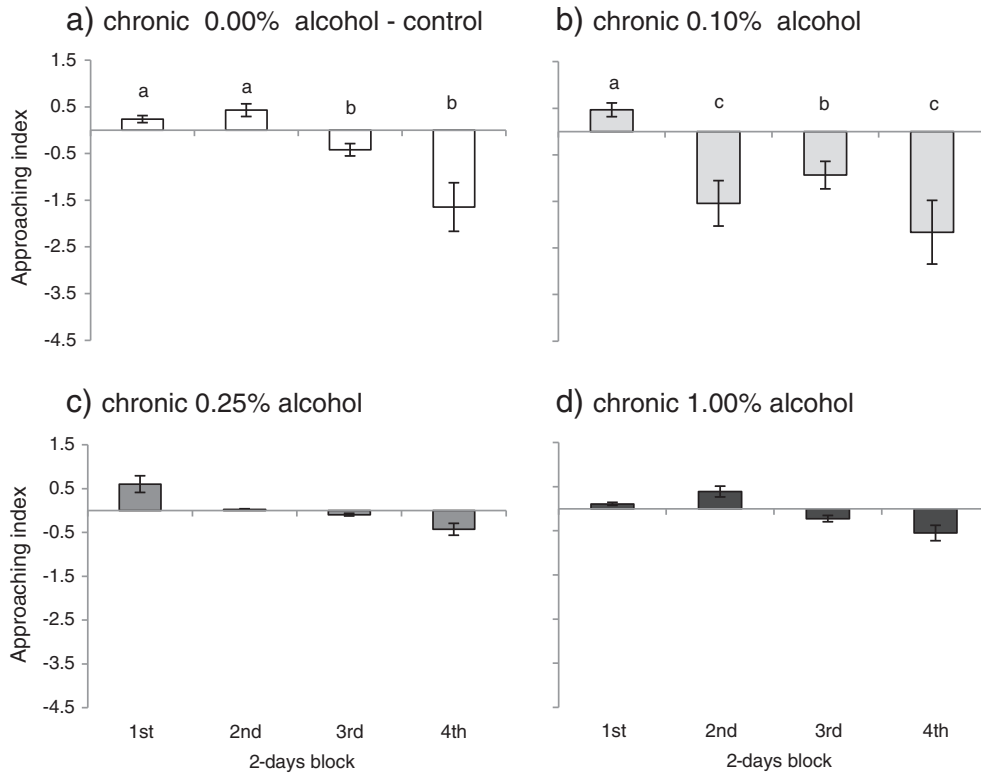 a) chronic 0.00% alcohol - control
b) chronic 0.10% alcohol
Approaching index
1.5
0.5
-0.5
-1.5
-2.5
-3.5
-4.5
a
a
b
b
a
c
b
c
c) chronic 0.25% alcohol
d) chronic 1.00% alcohol
Approaching index
1.5
0.5
-0.5
-1.5
-2.5
-3.5
-4.5
1st 2nd 3rd 4th
2-days block
1st 2nd 3rd 4th
2-days block